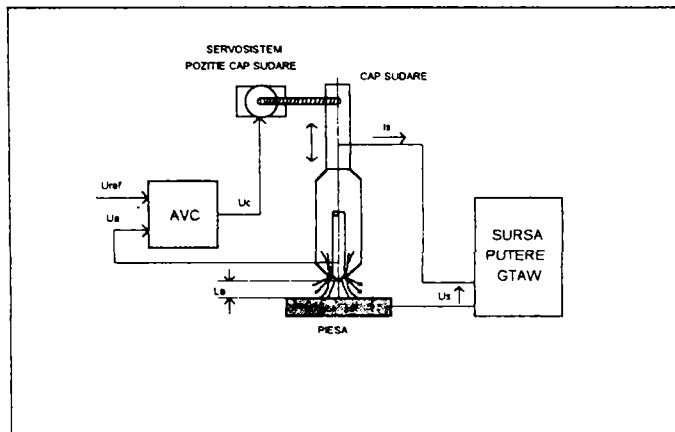 SERVOSISTEM
POZITIE CAP SUDARE
CAP SUDARE
Is
Uref
Ua
AVC
Uc
SURSA
PUTERE
GTAW
La
Us
PIESA